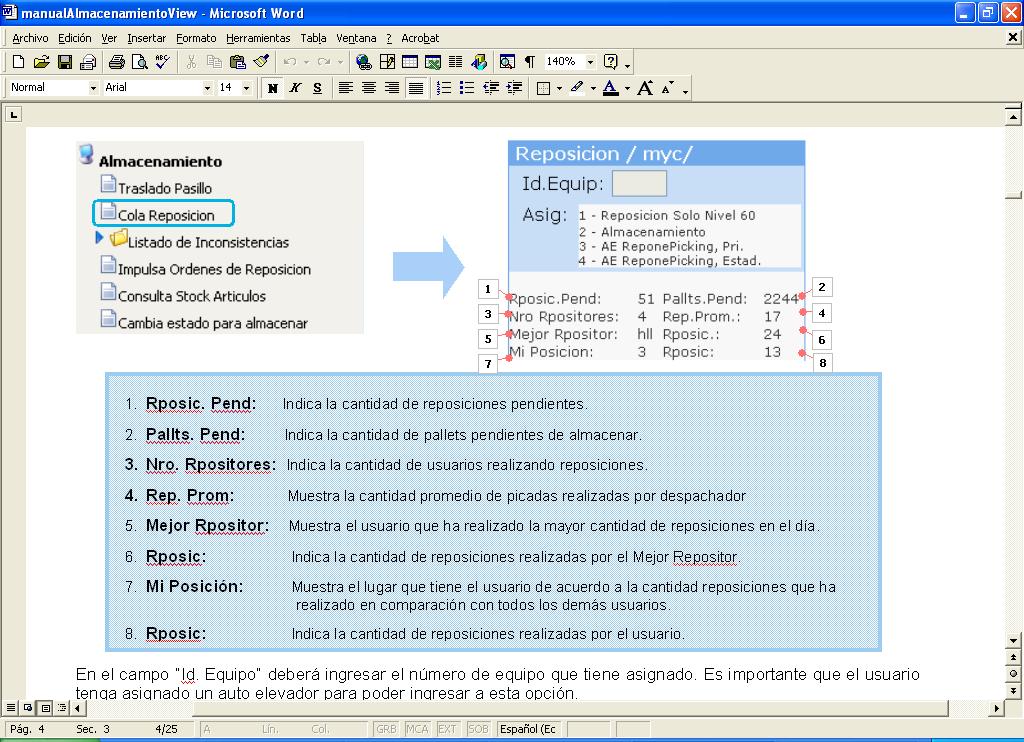 manualAlmacenamientoView - Microsoft Word
Archivo Edición Ver Insertar Formato Herramientas Tabla Ventana ? Acrobat
140%
Normal Arial 14 N K S
Almacenamiento
Traslado Pasillo
Cola Reposicion
Listado de Inconsistencias
Impulsa Ordenes de Reposicion
Consulta Stock Articulos
Cambia estado para almacenar
Reposicion / myc/
Id.Equip:
Asig: 1 - Reposicion Solo Nivel 60
2 - Almacenamiento
3 - AE ReponePicking, Pri.
4 - AE ReponePicking, Estad.
1 Rposic.Pend: 51 Pallts.Pend: 2244 2
3 Nro Rpositores: 4 Rep.Prom.: 17 4
5 Mejor Rpositor: hll Rposic.: 24 6
7 Mi Posicion: 3 Rposic: 13 8
1. Rposic. Pend: Indica la cantidad de reposiciones pendientes.
2. Pallts. Pend: Indica la cantidad de pallets pendientes de almacenar.
3. Nro. Rpositores: Indica la cantidad de usuarios realizando reposiciones.
4. Rep. Prom: Muestra la cantidad promedio de picadas realizadas por despachador
5. Mejor Rpositor: Muestra el usuario que ha realizado la mayor cantidad de reposiciones en el día.
6. Rposic: Indica la cantidad de reposiciones realizadas por el Mejor Repositor.
7. Mi Posición: Muestra el lugar que tiene el usuario de acuerdo a la cantidad reposiciones que ha
realizado en comparación con todos los demás usuarios.
8. Rposic: Indica la cantidad de reposiciones realizadas por el usuario.
En el campo "Id. Equipo" deberá ingresar el número de equipo que tiene asignado. Es importante que el usuario
tenga asignado un auto elevador para poder ingresar a esta opción.
Pág. 4 Sec. 3 4/25 A Lín. Col. GRB MCA EXT SOB Español (Ec